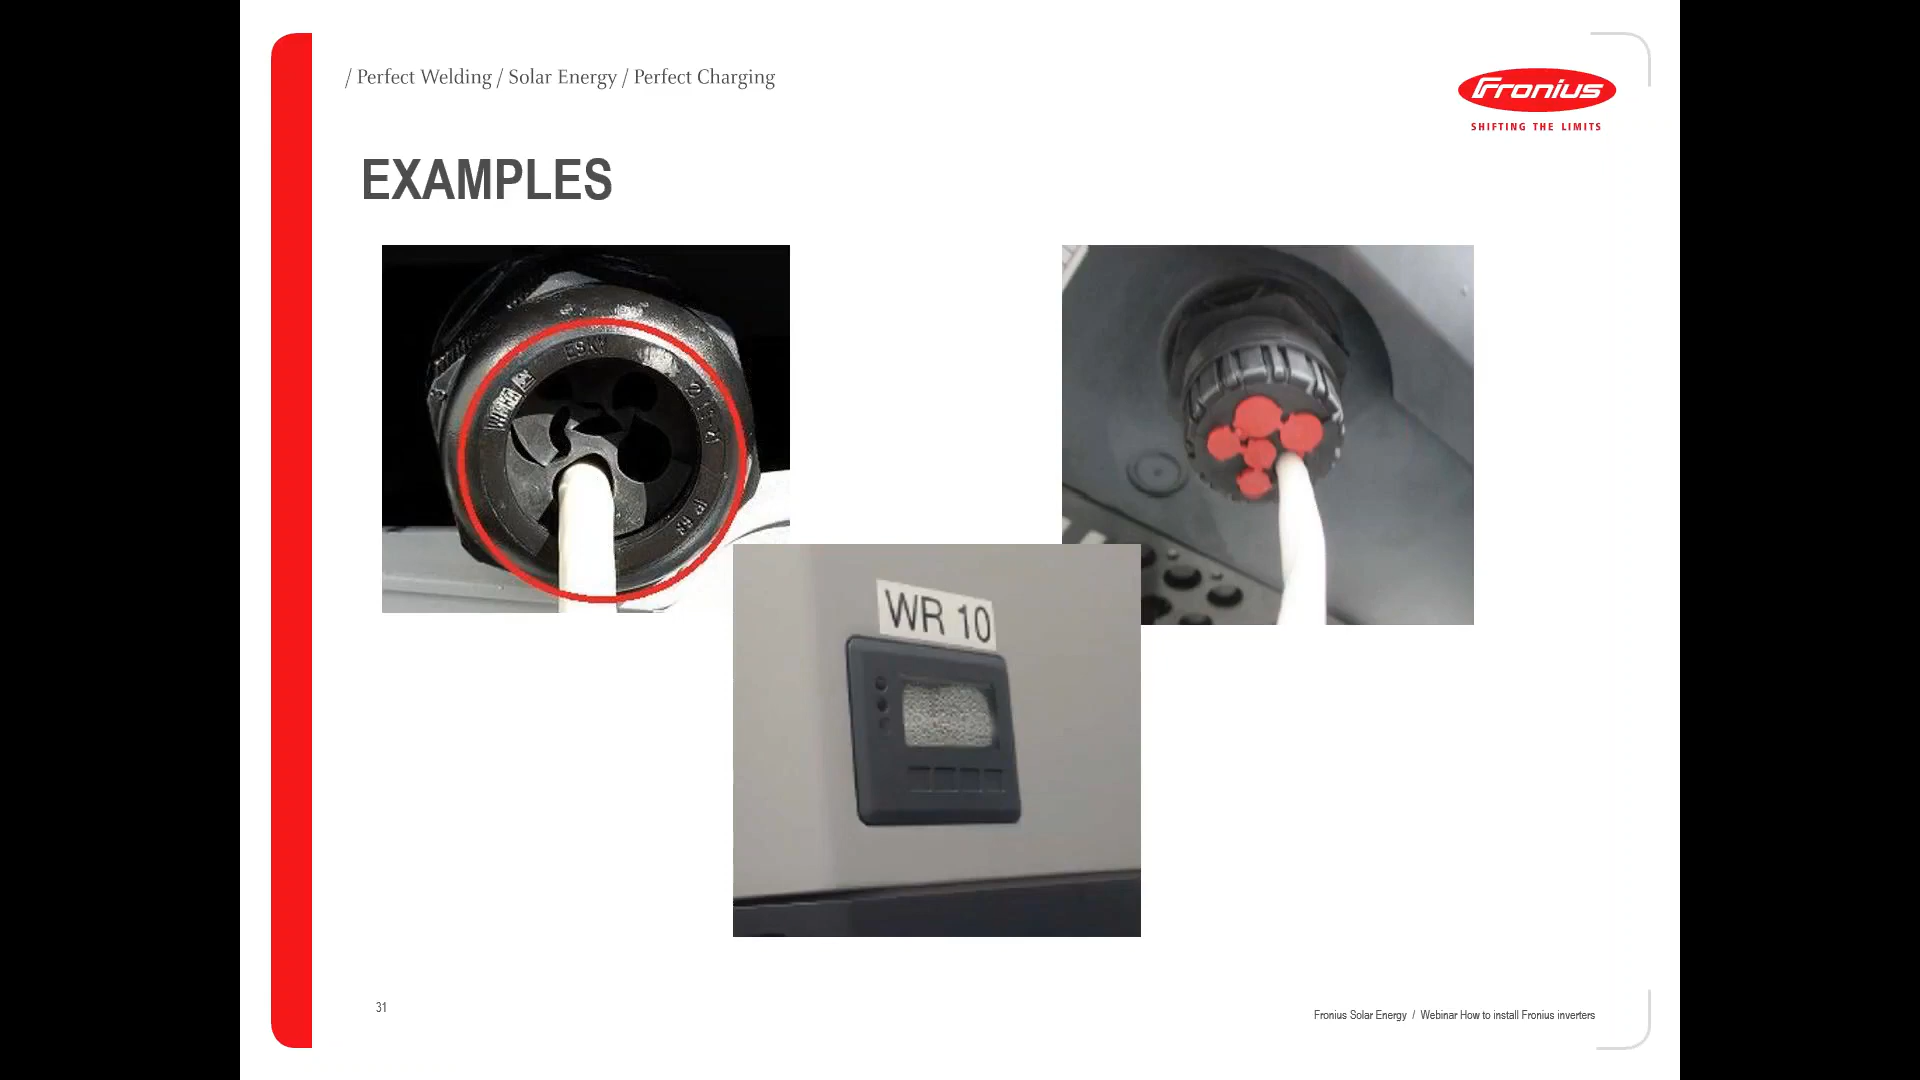 / Perfect Welding / Solar Energy / Perfect Charging
Fronius
SHIFTING THE LIMITS
EXAMPLES
WR 10
31
Fronius Solar Energy / Webinar How to install Fronius inverters